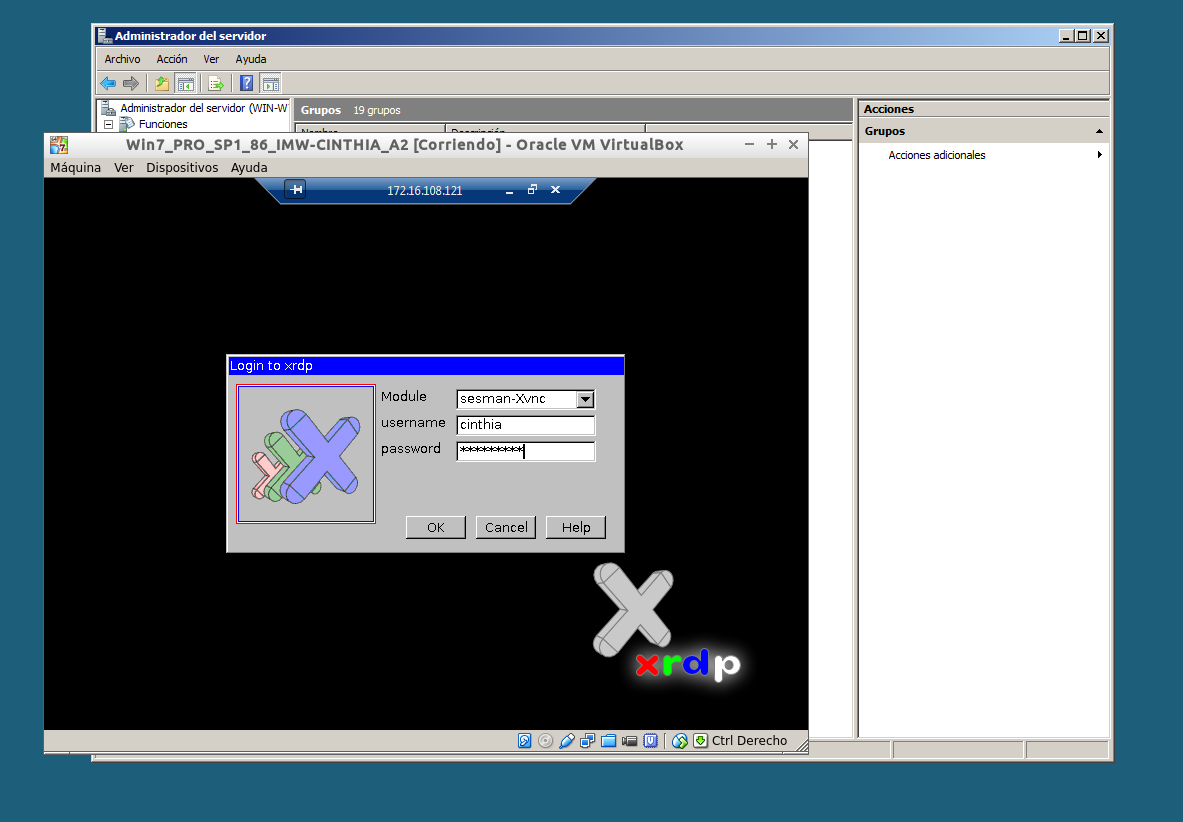 Administrador del servidor
Archivo Acción Ver Ayuda
Administrador del servidor (WIN-W
Funciones
Grupos 19 grupos
Nombre Descripción
Acciones
Grupos
Acciones adicionales
Win7_PRO_SP1_86_IMW-CINTHIA_A2 [Corriendo] - Oracle VM VirtualBox
Máquina Ver Dispositivos Ayuda
172.16.108.121
Login to xrdp
Module sesman-Xvnc
username cinthia
password *********
OK Cancel Help
xrdp
Ctrl Derecho